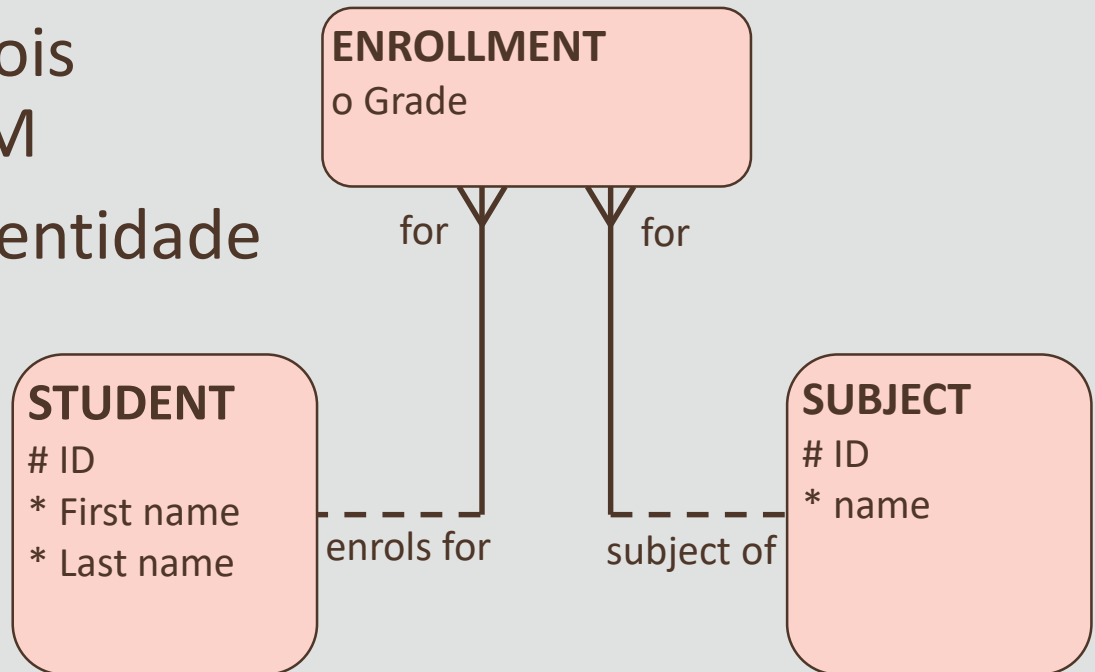 ois
M
entidade
ENROLLMENT
o Grade
for
for
STUDENT
# ID
* First name
* Last name
enrols for
subject of
SUBJECT
# ID
* name